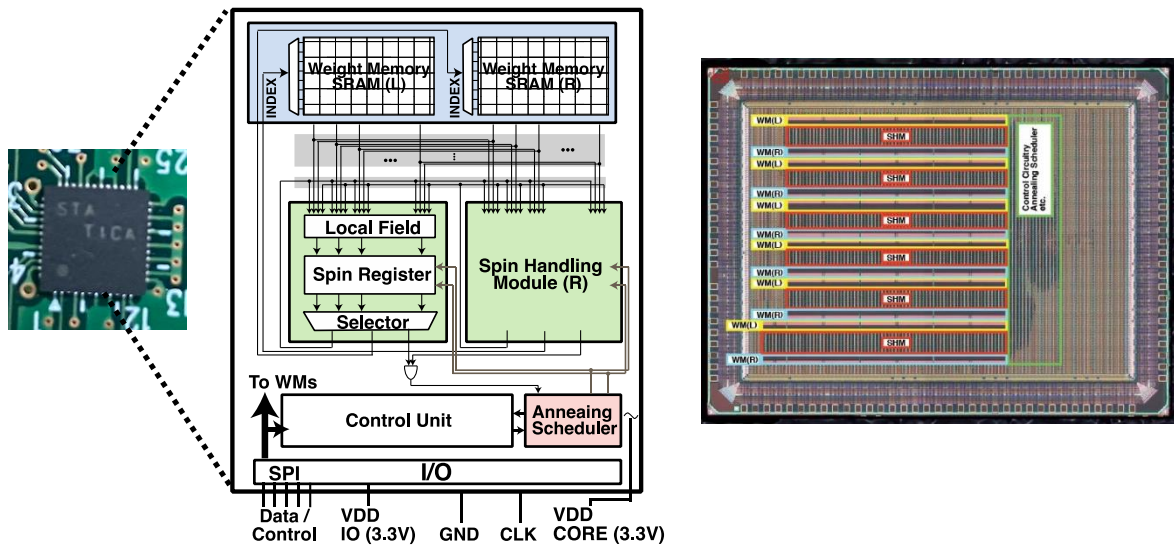 STA
TICA
25
4
12
13
INDEX
Weight Memory
SRAM (L)
INDEX
Weight Memory
SRAM (R)
...
...
...
Local Field
Spin Register
Selector
Spin Handling
Module (R)
To WMs
Control Unit
Anneaing
Scheduler
I/O
SPI
Data /
Control
VDD
IO (3.3V)
GND
CLK
VDD
CORE (3.3V)
WM(L)
SHM
WM(R)
WM(L)
SHM
WM(R)
WM(L)
SHM
WM(R)
WM(L)
SHM
WM(R)
WM(L)
SHM
WM(R)
WM(L)
SHM
WM(R)
Control Circuitry
Annealing Scheduler
etc.